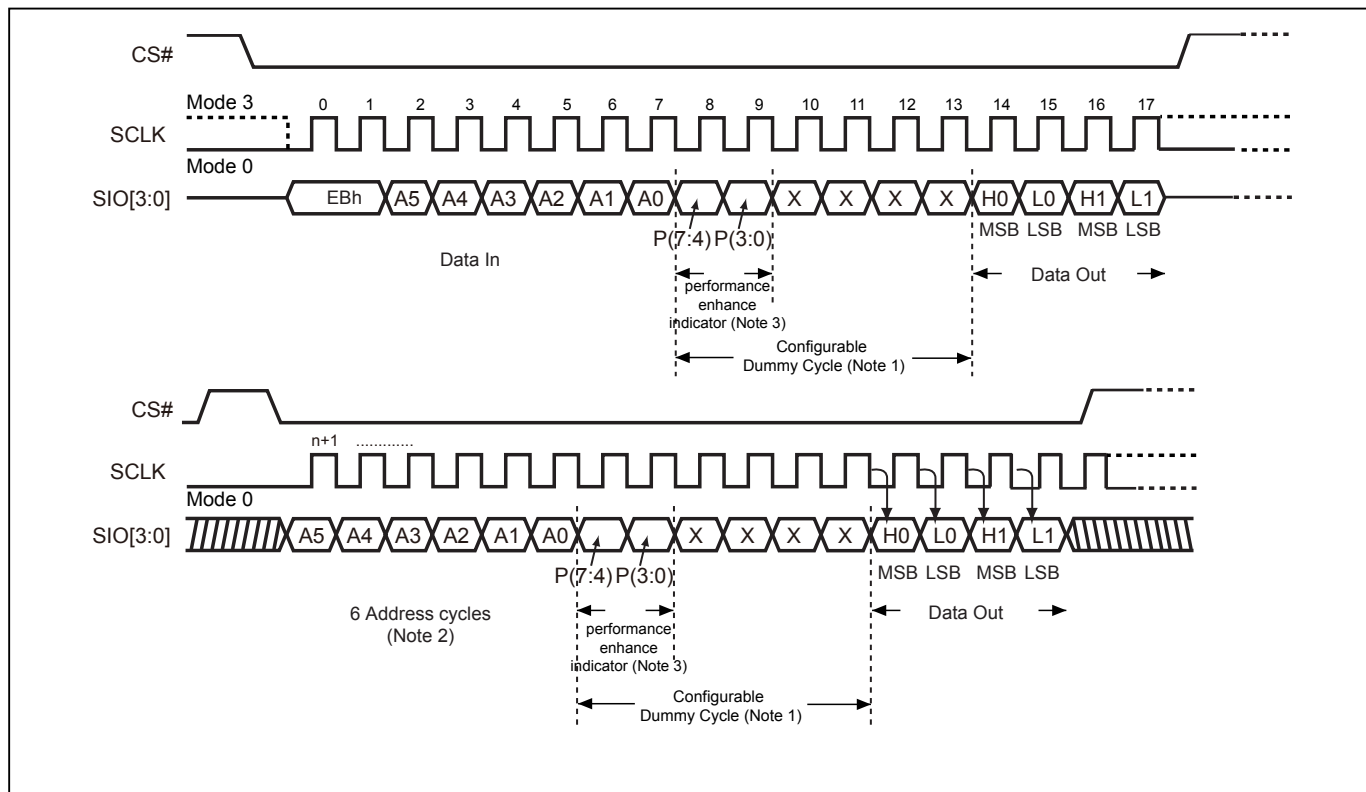 CS#
Mode 3
0 1 2 3 4 5 6 7 8 9 10 11 12 13 14 15 16 17
SCLK
Mode 0
SIO[3:0]
EBh A5 A4 A3 A2 A1 A0 X X X X H0 L0 H1 L1
P(7:4) P(3:0)
MSB LSB MSB LSB
Data In
Data Out
performance
enhance
indicator (Note 3)
Configurable
Dummy Cycle (Note 1)
CS#
n+1 .............
SCLK
Mode 0
SIO[3:0]
A5 A4 A3 A2 A1 A0 X X X X H0 L0 H1 L1
P(7:4) P(3:0)
MSB LSB MSB LSB
6 Address cycles
(Note 2)
Data Out
performance
enhance
indicator (Note 3)
Configurable
Dummy Cycle (Note 1)